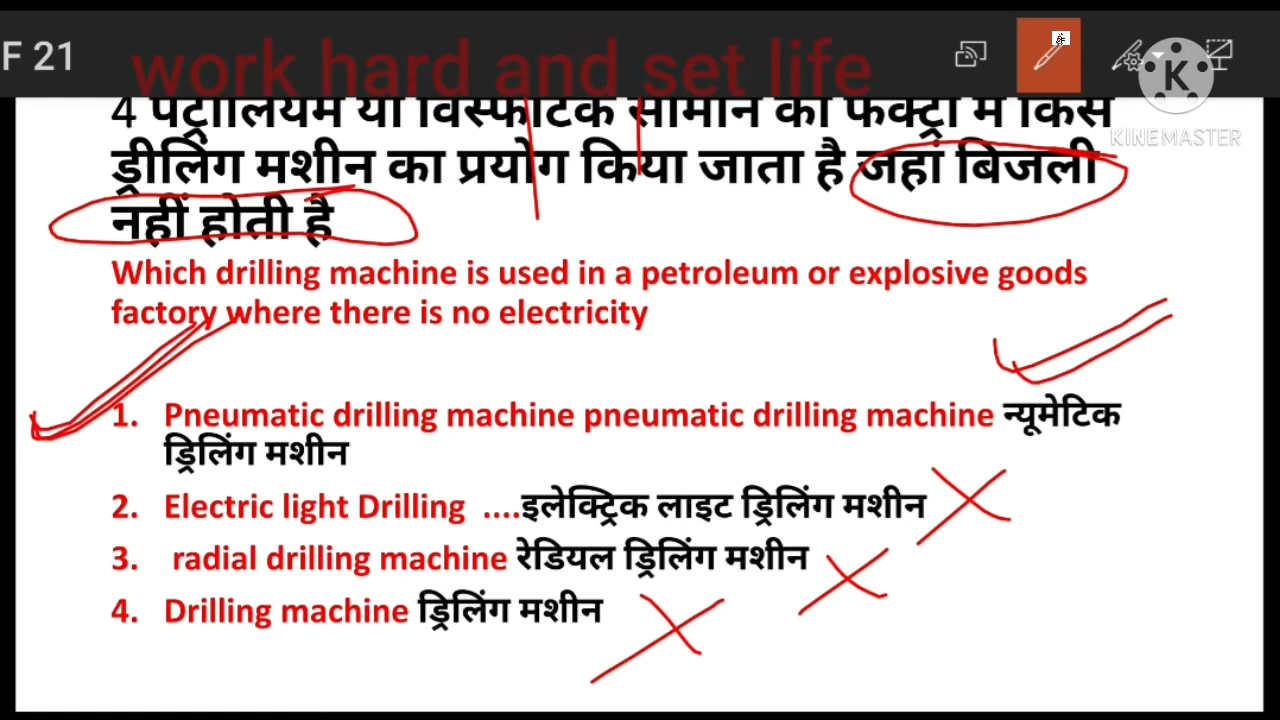 F 21
work hard and set life
KINEMASTER
4 पेट्रोलियम या विस्फोटक सामान की फैक्ट्री में किस
ड्रीलिंग मशीन का प्रयोग किया जाता है जहां बिजली
नहीं होती है
Which drilling machine is used in a petroleum or explosive goods
factory where there is no electricity
1. Pneumatic drilling machine pneumatic drilling machine न्यूमेटिक
ड्रिलिंग मशीन
2. Electric light Drilling ....इलेक्ट्रिक लाइट ड्रिलिंग मशीन
3. radial drilling machine रेडियल ड्रिलिंग मशीन
4. Drilling machine ड्रिलिंग मशीन